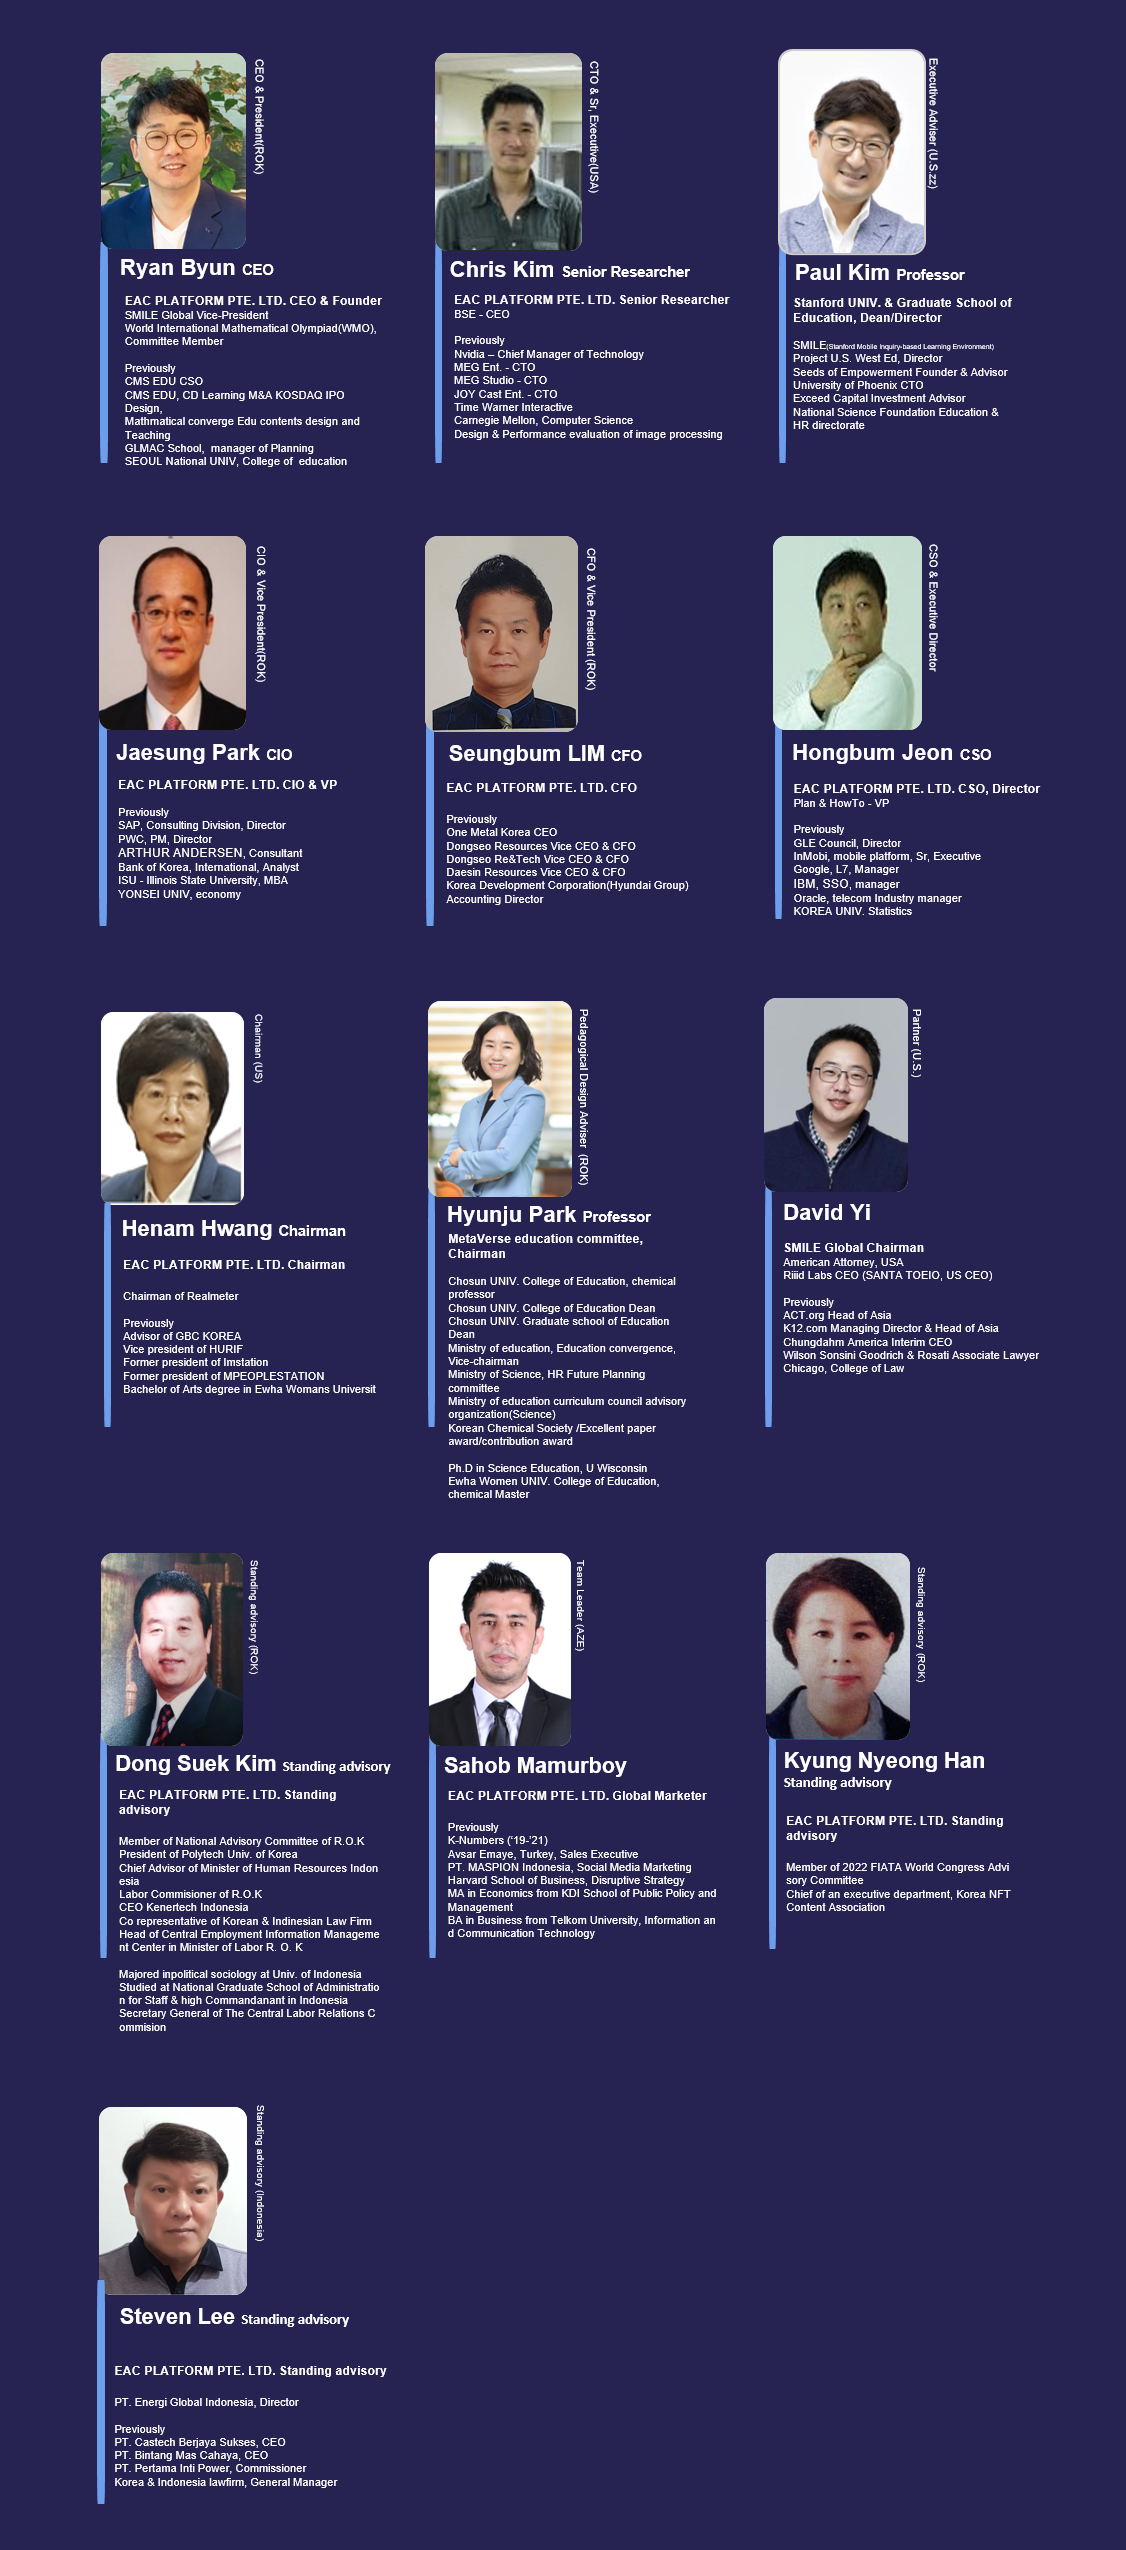 CEO & President(ROK)
Ryan Byun CEO
EAC PLATFORM PTE. LTD. CEO & Founder
SMILE Global Vice-President
World International Mathematical Olympiad(WMO),
Committee Member
Previously
CMS EDU CSO
CMS EDU, CD Learning M&A KOSDAQ IPO
Design,
Mathmatical converge Edu contents design and
Teaching
GLMAC School,  manager of Planning
SEOUL National UNIV, College of  education
CTO & Sr, Executive(USA)
Chris Kim Senior Researcher
EAC PLATFORM PTE. LTD. Senior Researcher
BSE - CEO
Previously
Nvidia – Chief Manager of Technology
MEG Ent. - CTO
MEG Studio - CTO
JOY Cast Ent. - CTO
Time Warner Interactive
Carnegie Mellon, Computer Science
Design & Performance evaluation of image processing
Executive Adviser (U.S.zz)
Paul Kim Professor
Stanford UNIV. & Graduate School of
Education, Dean/Director
SMILE(Stanford Mobile Inquiry-based Learning Environment)
Project U.S. West Ed, Director
Seeds of Empowerment Founder & Advisor
University of Phoenix CTO
Exceed Capital Investment Advisor
National Science Foundation Education &
HR directorate
CIO & Vice President(ROK)
Jaesung Park CIO
EAC PLATFORM PTE. LTD. CIO & VP
Previously
SAP, Consulting Division, Director
PWC, PM, Director
ARTHUR ANDERSEN, Consultant
Bank of Korea, International, Analyst
ISU - Illinois State University, MBA
YONSEI UNIV, economy
CFO & Vice President (ROK)
Seungbum LIM CFO
EAC PLATFORM PTE. LTD. CFO
Previously
One Metal Korea CEO
Dongseo Resources Vice CEO & CFO
Dongseo Re&Tech Vice CEO & CFO
Daesin Resources Vice CEO & CFO
Korea Development Corporation(Hyundai Group)
Accounting Director
CSO & Executive Director
Hongbum Jeon CSO
EAC PLATFORM PTE. LTD. CSO, Director
Plan & HowTo - VP
Previously
GLE Council, Director
InMobi, mobile platform, Sr, Executive
Google, L7, Manager
IBM, SSO, manager
Oracle, telecom Industry manager
KOREA UNIV. Statistics
Chairman (US)
Henam Hwang Chairman
EAC PLATFORM PTE. LTD. Chairman
Chairman of Realmeter
Previously
Advisor of GBC KOREA
Vice president of HURIF
Former president of Imstation
Former president of MPEOPLESTATION
Bachelor of Arts degree in Ewha Womans Universit
Pedagogical Design Adviser  (ROK)
Hyunju Park Professor
MetaVerse education committee,
Chairman
Chosun UNIV. College of Education, chemical
professor
Chosun UNIV. College of Education Dean
Chosun UNIV. Graduate school of Education
Dean
Ministry of education, Education convergence,
Vice-chairman
Ministry of Science, HR Future Planning
committee
Ministry of education curriculum council advisory
organization(Science)
Korean Chemical Society /Excellent paper
award/contribution award
Ph.D in Science Education, U Wisconsin
Ewha Women UNIV. College of Education,
chemical Master
Partner (U.S.)
David Yi
SMILE Global Chairman
American Attorney, USA
Riiid Labs CEO (SANTA TOEIO, US CEO)
Previously
ACT.org Head of Asia
K12.com Managing Director & Head of Asia
Chungdahm America Interim CEO
Wilson Sonsini Goodrich & Rosati Associate Lawyer
Chicago, College of Law
Standing advisory (ROK)
Dong Suek Kim Standing advisory
EAC PLATFORM PTE. LTD. Standing
advisory
Member of National Advisory Committee of R.O.K
President of Polytech Univ. of Korea
Chief Advisor of Minister of Human Resources Indon
esia
Labor Commisioner of R.O.K
CEO Kenertech Indonesia
Co representative of Korean & Indinesian Law Firm
Head of Central Employment Information Manageme
nt Center in Minister of Labor R. O. K
Majored inpolitical sociology at Univ. of Indonesia
Studied at National Graduate School of Administratio
n for Staff & high Commandanant in Indonesia
Secretary General of The Central Labor Relations C
ommision
Team Leader (AZE)
Sahob Mamurboy
EAC PLATFORM PTE. LTD. Global Marketer
Previously
K-Numbers ('19-'21)
Avsar Emaye, Turkey, Sales Executive
PT. MASPION Indonesia, Social Media Marketing
Harvard School of Business, Disruptive Strategy
MA in Economics from KDI School of Public Policy and
Management
BA in Business from Telkom University, Information an
d Communication Technology
Standing advisory (ROK)
Kyung Nyeong Han
Standing advisory
EAC PLATFORM PTE. LTD. Standing
advisory
Member of 2022 FIATA World Congress Advi
sory Committee
Chief of an executive department, Korea NFT
Content Association
Standing advisory (Indonesia)
Steven Lee Standing advisory
EAC PLATFORM PTE. LTD. Standing advisory
PT. Energi Global Indonesia, Director
Previously
PT. Castech Berjaya Sukses, CEO
PT. Bintang Mas Cahaya, CEO
PT. Pertama Inti Power, Commissioner
Korea & Indonesia lawfirm, General Manager